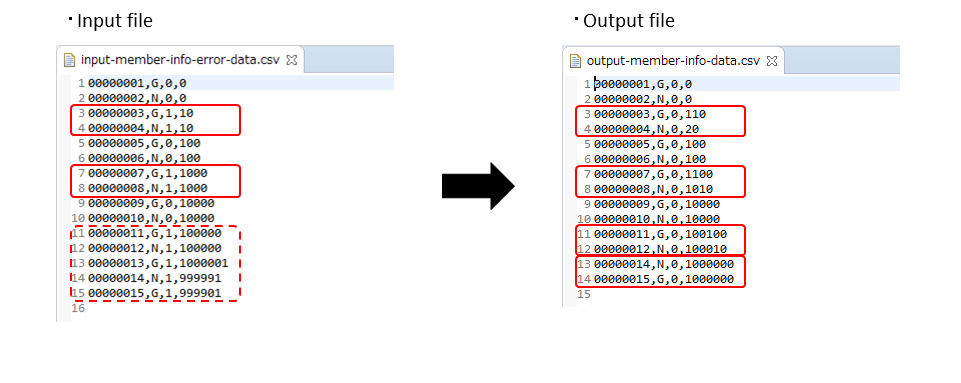 ・Input file
input-member-info-error-data.csv
1 00000001,G,0,0
2 00000002,N,0,0
3 00000003,G,1,10
4 00000004,N,1,10
5 00000005,G,0,100
6 00000006,N,0,100
7 00000007,G,1,1000
8 00000008,N,1,1000
9 00000009,G,0,10000
10 00000010,N,0,10000
11 00000011,G,1,100000
12 00000012,N,1,100000
13 00000013,G,1,1000001
14 00000014,N,1,999991
15 00000015,G,1,999901
16
・Output file
output-member-info-data.csv
1 00000001,G,0,0
2 00000002,N,0,0
3 00000003,G,0,110
4 00000004,N,0,20
5 00000005,G,0,100
6 00000006,N,0,100
7 00000007,G,0,1100
8 00000008,N,0,1010
9 00000009,G,0,10000
10 00000010,N,0,10000
11 00000011,G,0,100100
12 00000012,N,0,100010
13 00000014,N,0,1000000
14 00000015,G,0,1000000
15